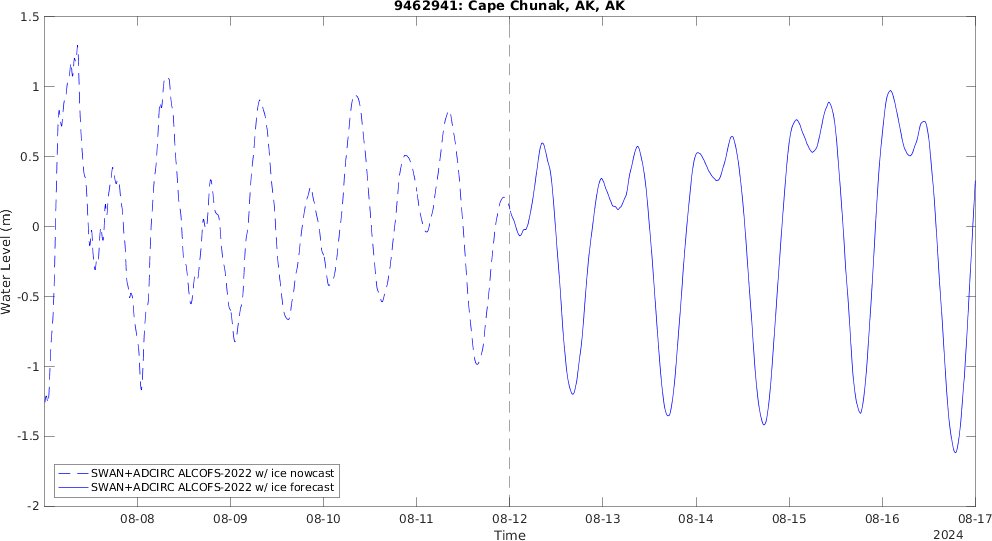 9462941: Cape Chunak, AK, AK
1.5
1
0.5
0
-0.5
-1
-1.5
-2
Water Level (m)
SWAN+ADCIRC ALCOFS-2022 w/ ice nowcast
SWAN+ADCIRC ALCOFS-2022 w/ ice forecast
08-08 08-09 08-10 08-11 08-12 08-13 08-14 08-15 08-16 08-17
Time
2024